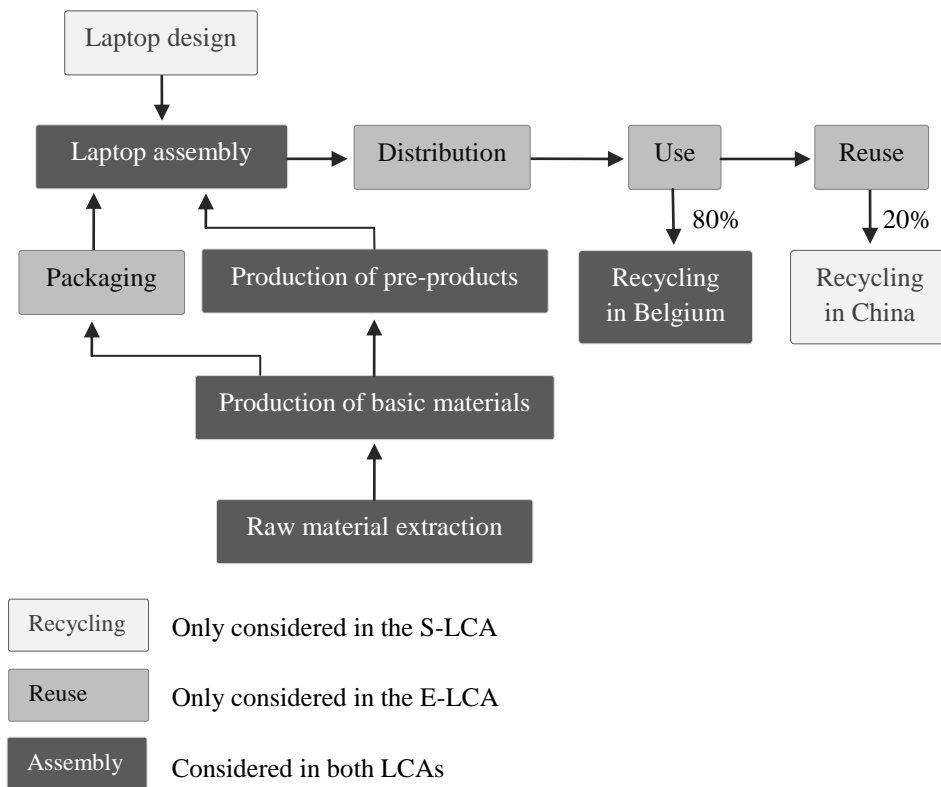 Laptop design
Laptop assembly
Distribution
Use
Reuse
80%
20%
Packaging
Production of pre-products
Recycling
in Belgium
Recycling
in China
Production of basic materials
Raw material extraction
Recycling
Only considered in the S-LCA
Reuse
Only considered in the E-LCA
Assembly
Considered in both LCAs